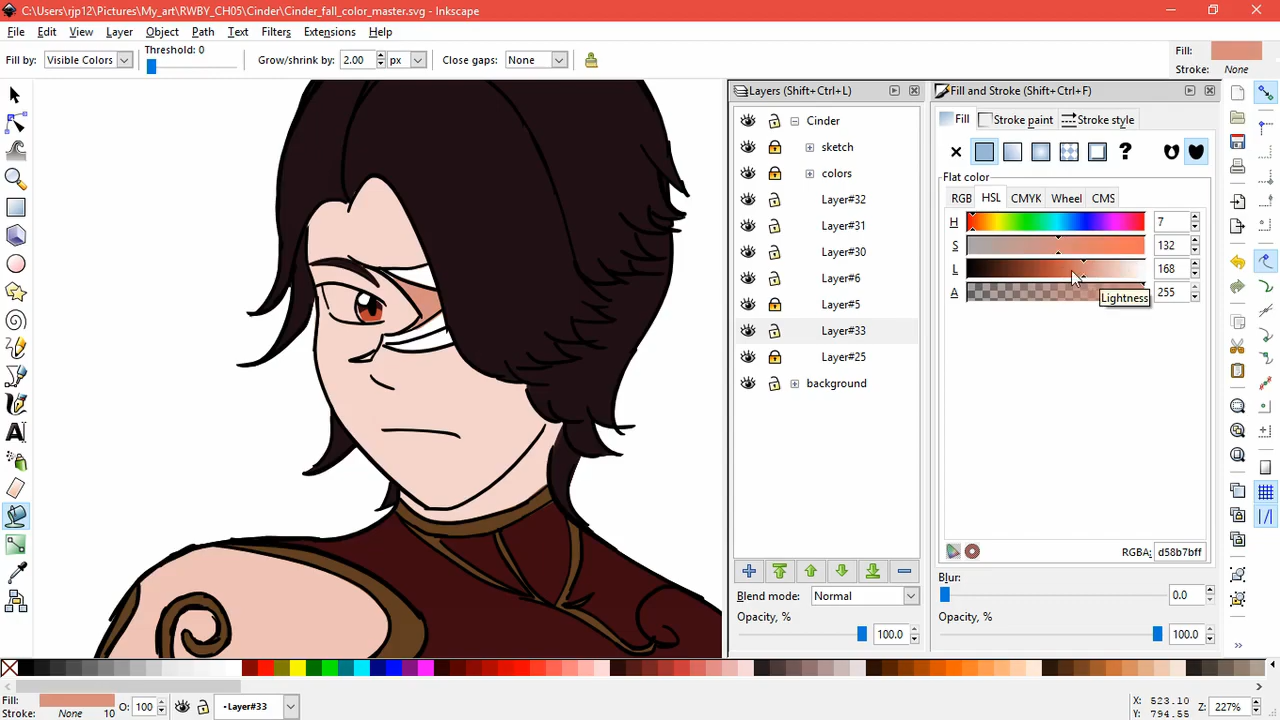 C:\Users\rjp12\Pictures\My_art\RWBY_CH05\Cinder\Cinder_fall_color_master.svg - Inkscape
File Edit View Layer Object Path Text Filters Extensions Help
Fill by: Visible Colors Threshold: 0 Grow/shrink by: 2.00 px Close gaps: None Fill:
Stroke: None
Layers (Shift+Ctrl+L)
Cinder
sketch
colors
Layer#32
Layer#31
Layer#30
Layer#6
Layer#5
Layer#33
Layer#25
background
Blend mode: Normal
Opacity, %
100.0
Fill and Stroke (Shift+Ctrl+F)
Fill Stroke paint Stroke style
?
Flat color
RGB HSL CMYK Wheel CMS
H 7
S 132
L 168
A 255
Lightness
RGBA: d58b7bff
Blur:
0.0
Opacity, %
100.0
Fill: O: 100 •Layer#33 X: 523.10 Z: 227%
Stroke: None 10 Y: 794.55